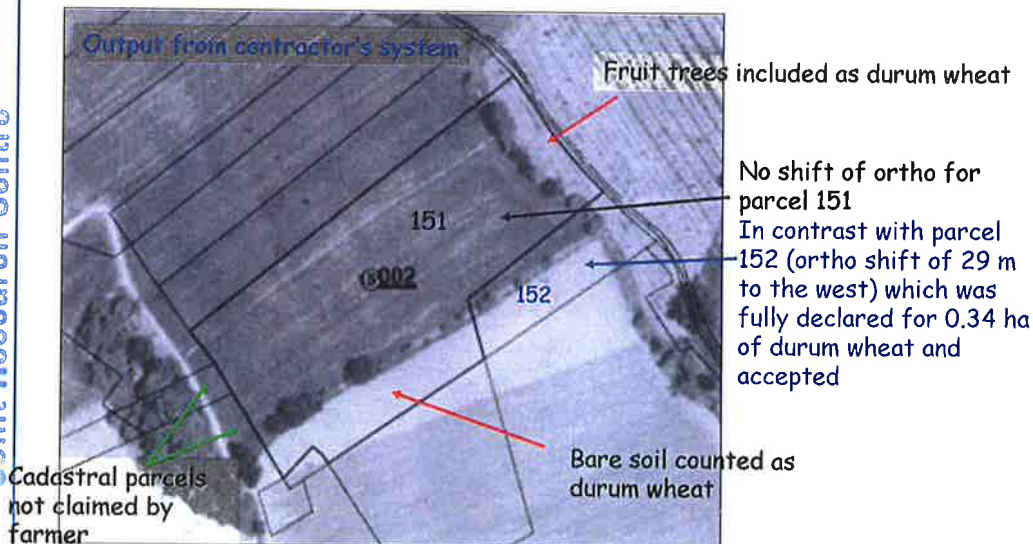 Output from contractor's system
Fruit trees included as durum wheat
No shift of ortho for
parcel 151
In contrast with parcel
152 (ortho shift of 29 m
to the west) which was
fully declared for 0.34 ha
of durum wheat and
accepted
151
002
152
Bare soil counted as
durum wheat
Cadastral parcels
not claimed by
farmer